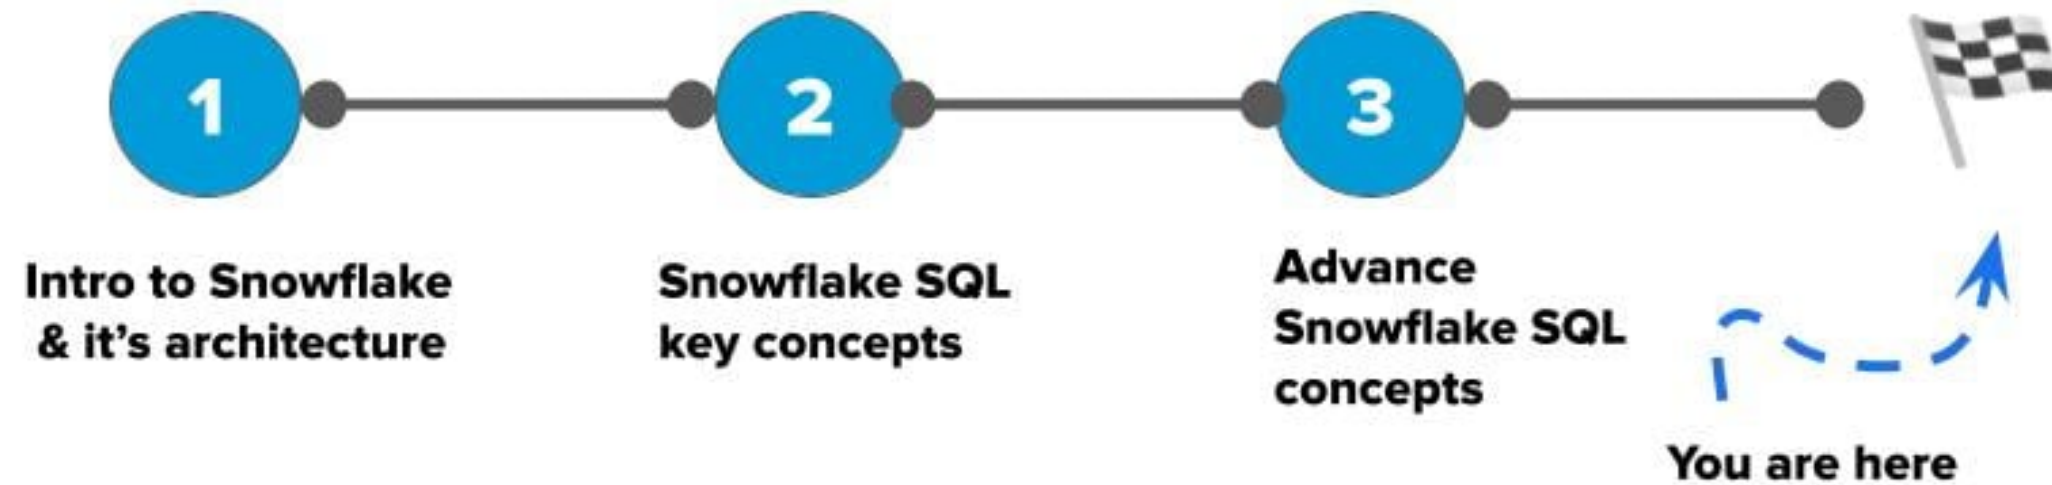 1
2
3
Intro to Snowflake
& it's architecture
Snowflake SQL
key concepts
Advance
Snowflake SQL
concepts
You are here